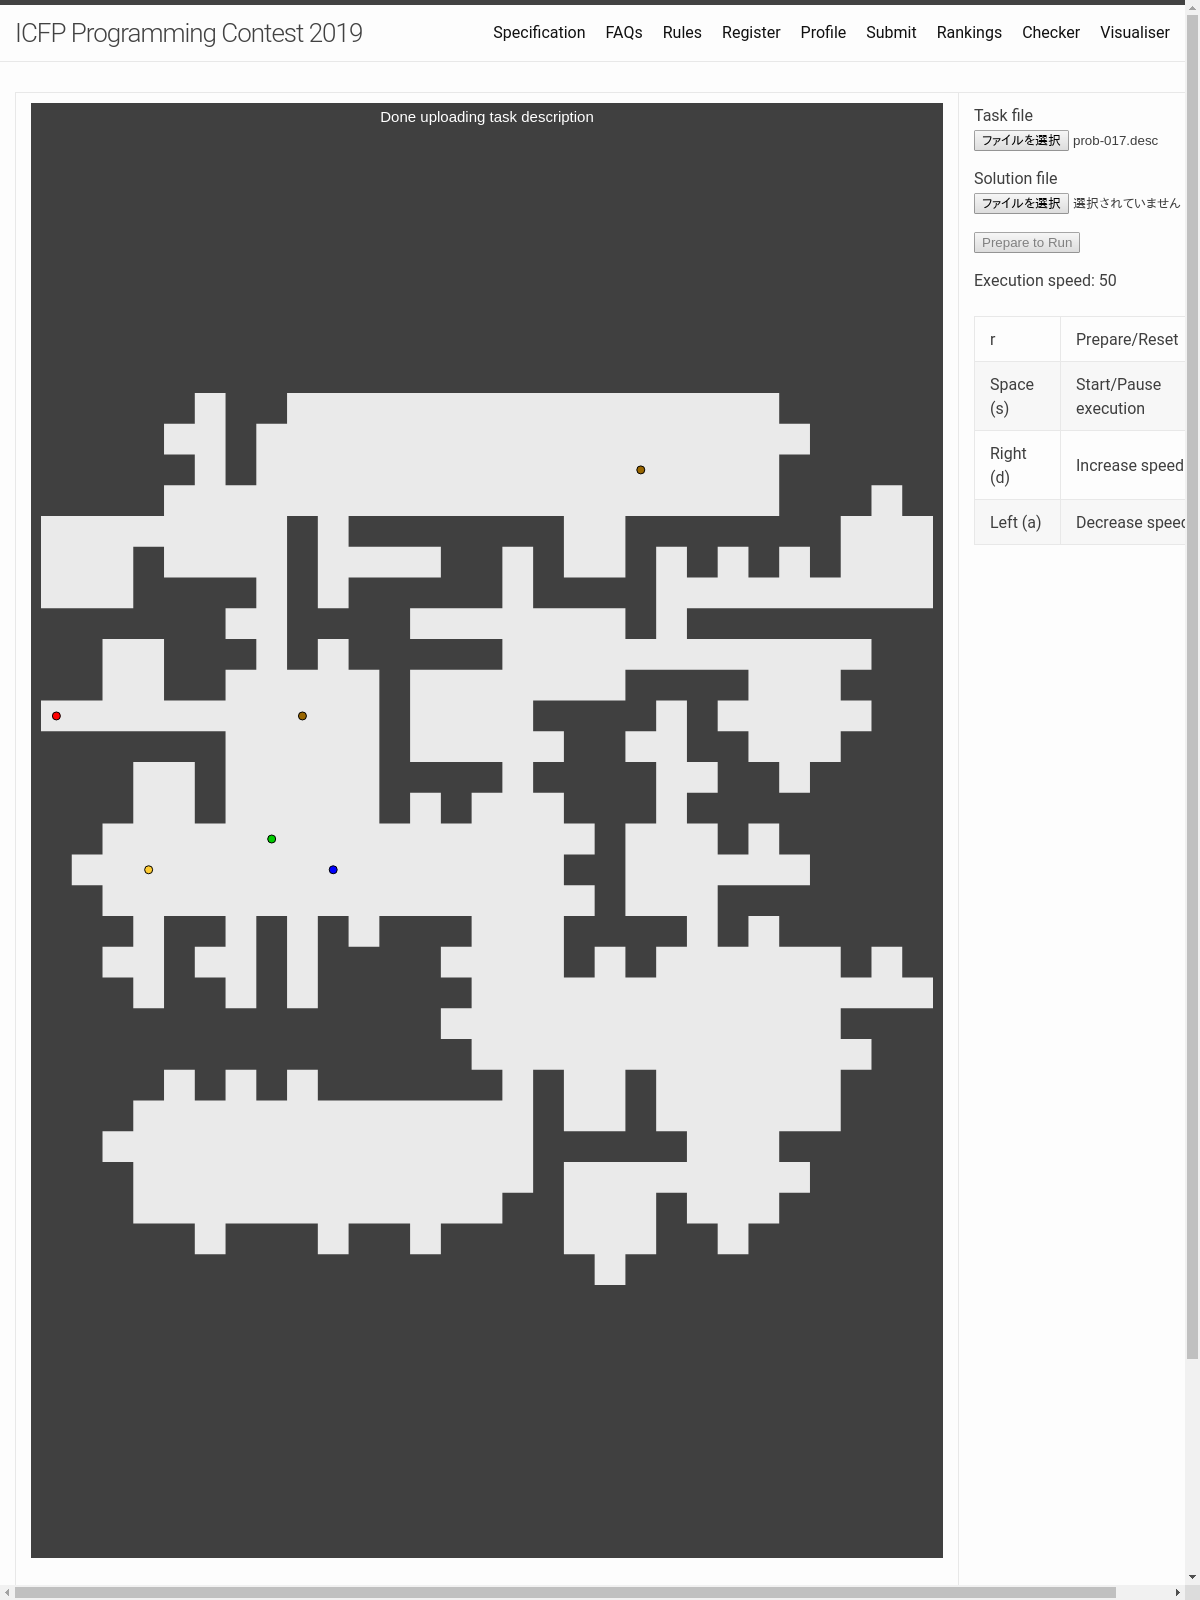 ICFP Programming Contest 2019
Specification FAQs Rules Register Profile Submit Rankings Checker Visualiser
Done uploading task description
Task file
ファイルを選択 prob-017.desc
Solution file
ファイルを選択 選択されていません
Prepare to Run
Execution speed: 50
r Prepare/Reset
Space Start/Pause
(s) execution
Right Increase speed
(d)
Left (a) Decrease speed